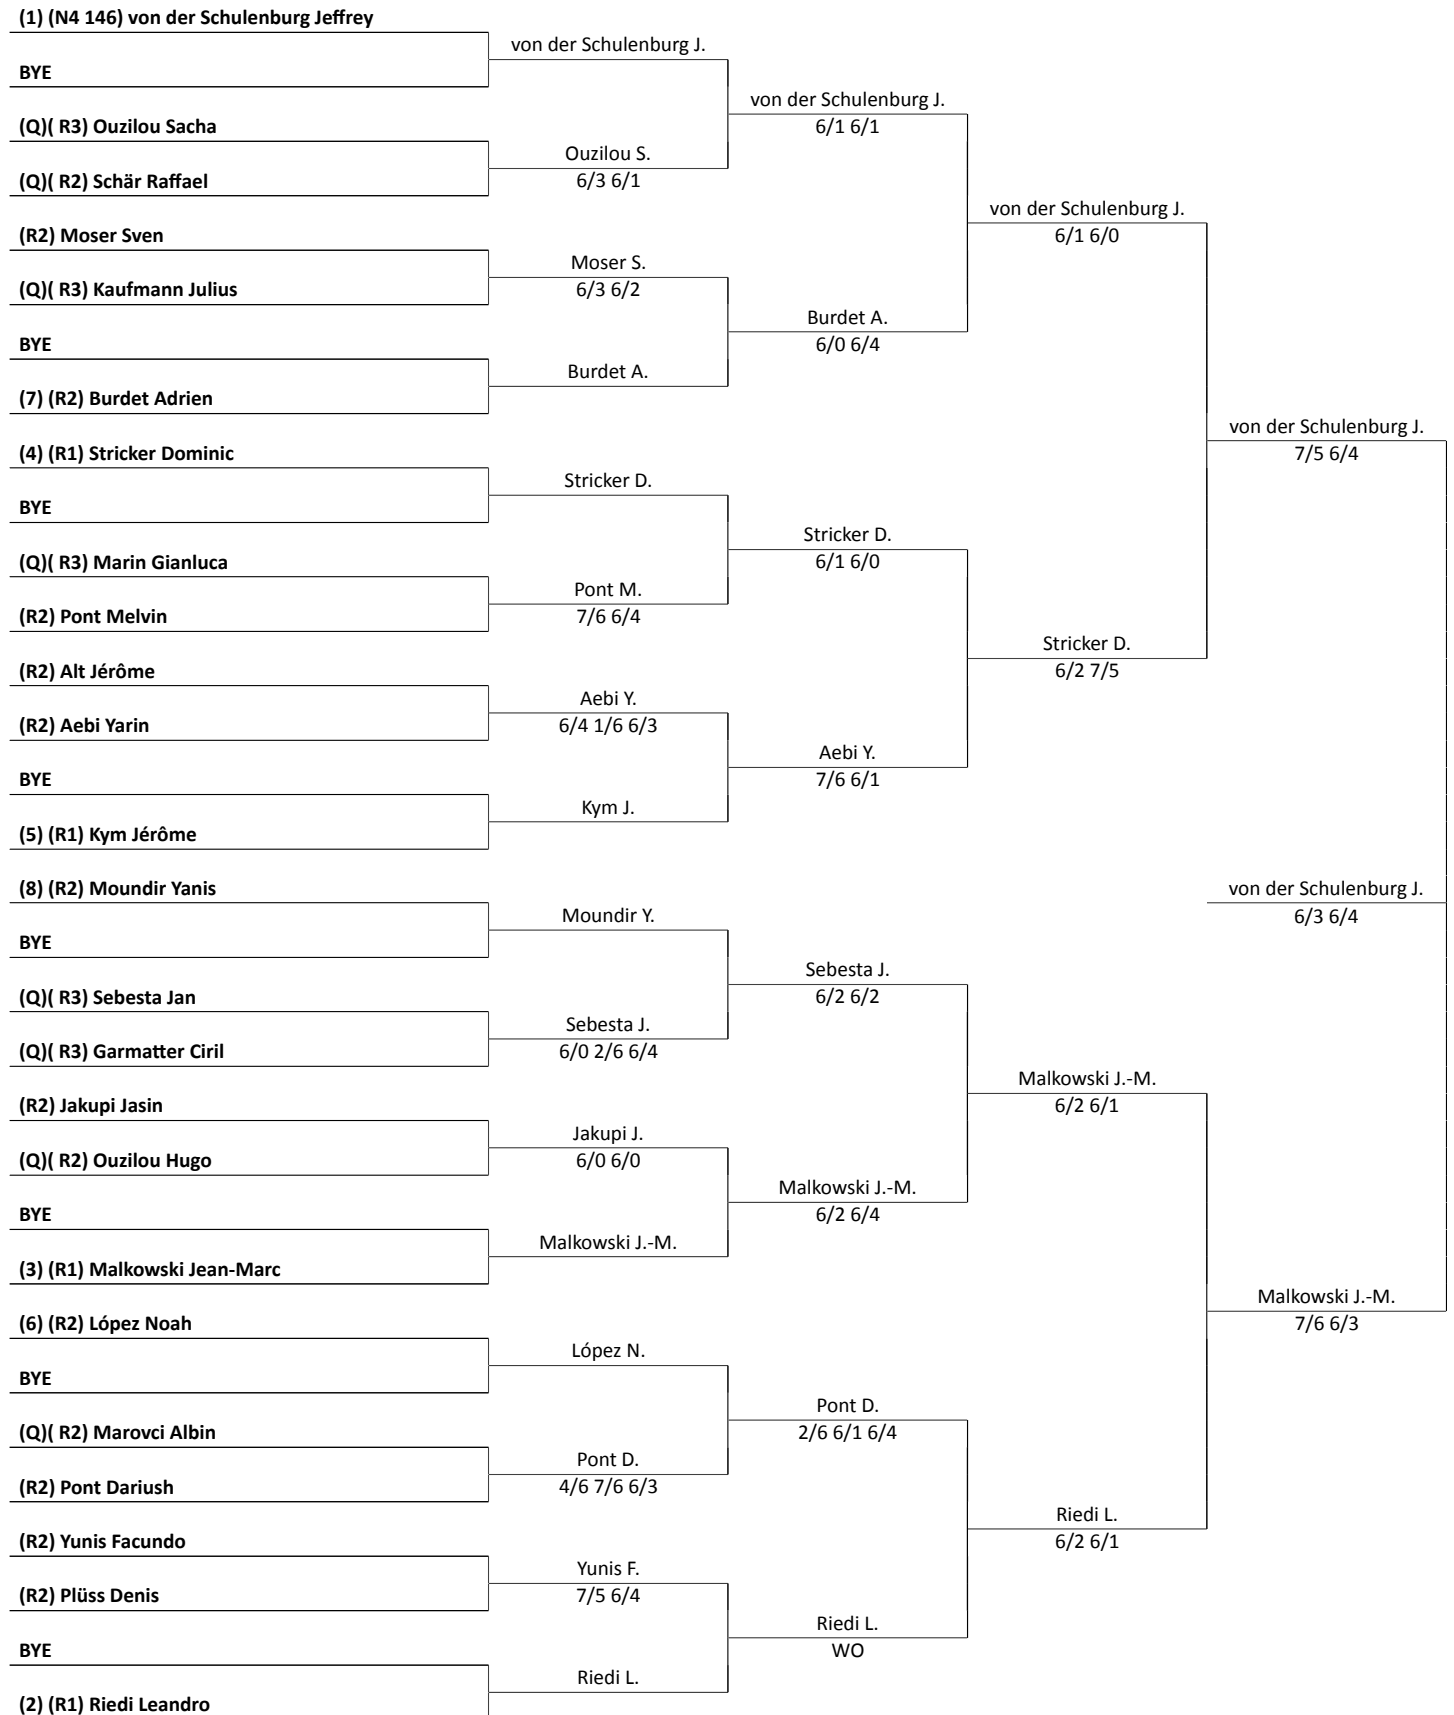 (1) (N4 146) von der Schulenburg Jeffrey
von der Schulenburg J.
BYE
von der Schulenburg J.
6/1 6/1
(Q)( R3) Ouzilou Sacha
Ouzilou S.
6/3 6/1
(Q)( R2) Schär Raffael
von der Schulenburg J.
6/1 6/0
(R2) Moser Sven
Moser S.
6/3 6/2
(Q)( R3) Kaufmann Julius
Burdet A.
6/0 6/4
BYE
Burdet A.
(7) (R2) Burdet Adrien
von der Schulenburg J.
7/5 6/4
(4) (R1) Stricker Dominic
Stricker D.
BYE
Stricker D.
6/1 6/0
(Q)( R3) Marin Gianluca
Pont M.
7/6 6/4
(R2) Pont Melvin
Stricker D.
6/2 7/5
(R2) Alt Jérôme
Aebi Y.
6/4 1/6 6/3
(R2) Aebi Yarin
Aebi Y.
7/6 6/1
BYE
Kym J.
(5) (R1) Kym Jérôme
(8) (R2) Moundir Yanis
von der Schulenburg J.
6/3 6/4
Moundir Y.
BYE
Sebesta J.
6/2 6/2
(Q)( R3) Sebesta Jan
Sebesta J.
6/0 2/6 6/4
(Q)( R3) Garmatter Ciril
Malkowski J.-M.
6/2 6/1
(R2) Jakupi Jasin
Jakupi J.
6/0 6/0
(Q)( R2) Ouzilou Hugo
Malkowski J.-M.
6/2 6/4
BYE
Malkowski J.-M.
(3) (R1) Malkowski Jean-Marc
Malkowski J.-M.
7/6 6/3
(6) (R2) López Noah
López N.
BYE
Pont D.
2/6 6/1 6/4
(Q)( R2) Marovci Albin
Pont D.
4/6 7/6 6/3
(R2) Pont Dariush
Riedi L.
6/2 6/1
(R2) Yunis Facundo
Yunis F.
7/5 6/4
(R2) Plüss Denis
Riedi L.
WO
BYE
Riedi L.
(2) (R1) Riedi Leandro